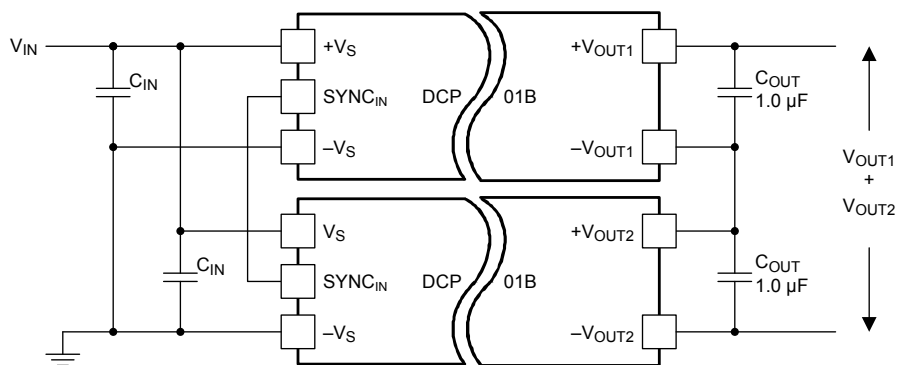 VIN
CIN
+VS
SYNCIN
–VS
DCP
01B
+VOUT1
–VOUT1
COUT
1.0 µF
VOUT1
+
VOUT2
CIN
VS
SYNCIN
–VS
DCP
01B
+VOUT2
–VOUT2
COUT
1.0 µF